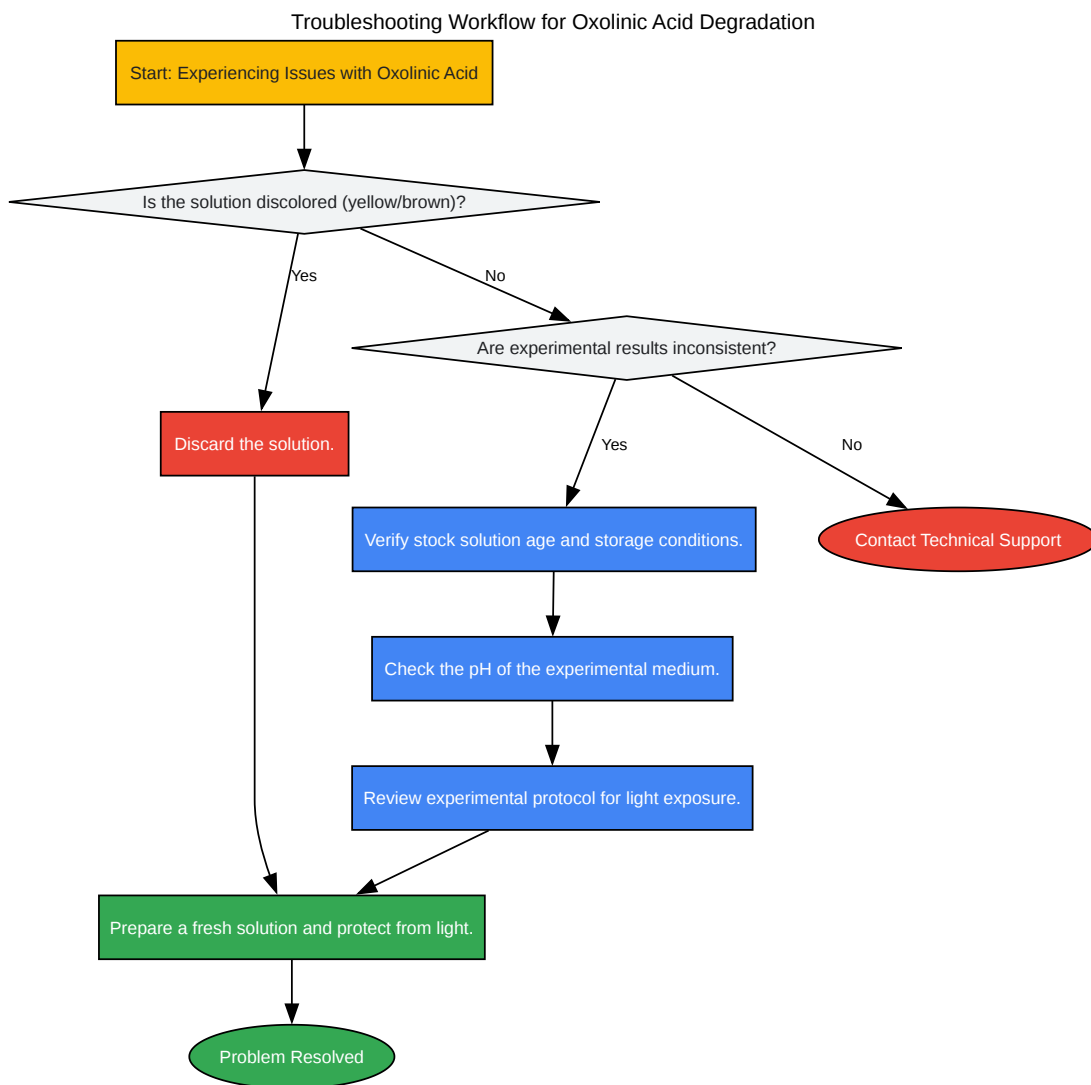 Troubleshooting Workflow for Oxolinic Acid Degradation
Start: Experiencing Issues with Oxolinic Acid
Is the solution discolored (yellow/brown)?
Yes
No
Are experimental results inconsistent?
Discard the solution.
Yes
No
Verify stock solution age and storage conditions.
Contact Technical Support
Check the pH of the experimental medium.
Review experimental protocol for light exposure.
Prepare a fresh solution and protect from light.
Problem Resolved